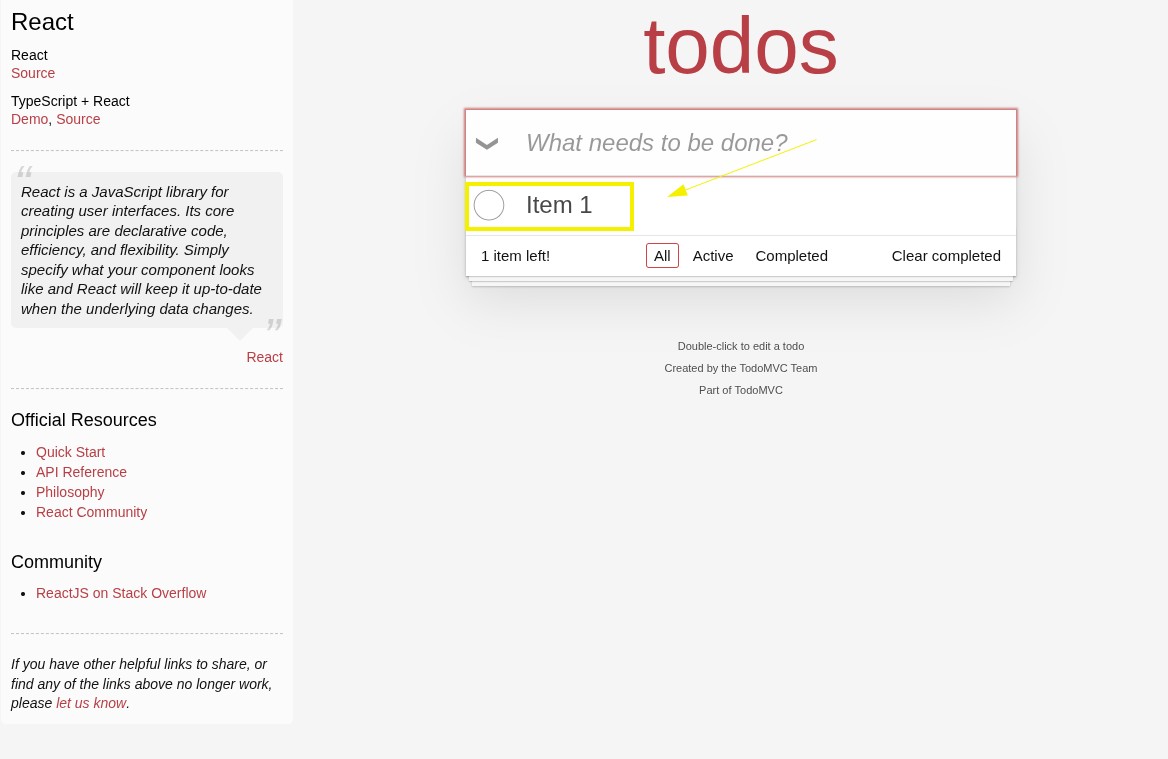 React
React
Source
TypeScript + React
Demo, Source
“
React is a JavaScript library for
creating user interfaces. Its core
principles are declarative code,
efficiency, and flexibility. Simply
specify what your component looks
like and React will keep it up-to-date
when the underlying data changes.
”
React
Official Resources
• Quick Start
• API Reference
• Philosophy
• React Community
Community
• ReactJS on Stack Overflow
If you have other helpful links to share, or
find any of the links above no longer work,
please let us know.
todos
What needs to be done?
Item 1
1 item left! All Active Completed Clear completed
Double-click to edit a todo
Created by the TodoMVC Team
Part of TodoMVC